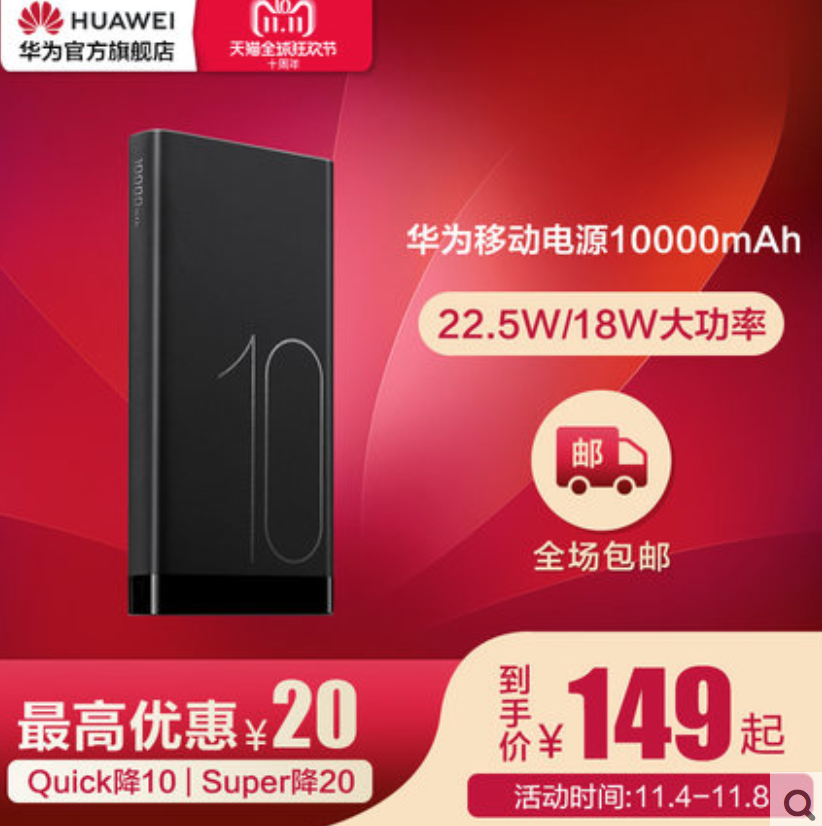 HUAWEI
华为官方旗舰店
11.11
天猫全球狂欢节
十周年
10000mAh
10
华为移动电源10000mAh
22.5W/18W大功率
邮
全场包邮
最高优惠¥20
Quick降10 | Super降20
到手价¥149起
活动时间:11.4-11.8